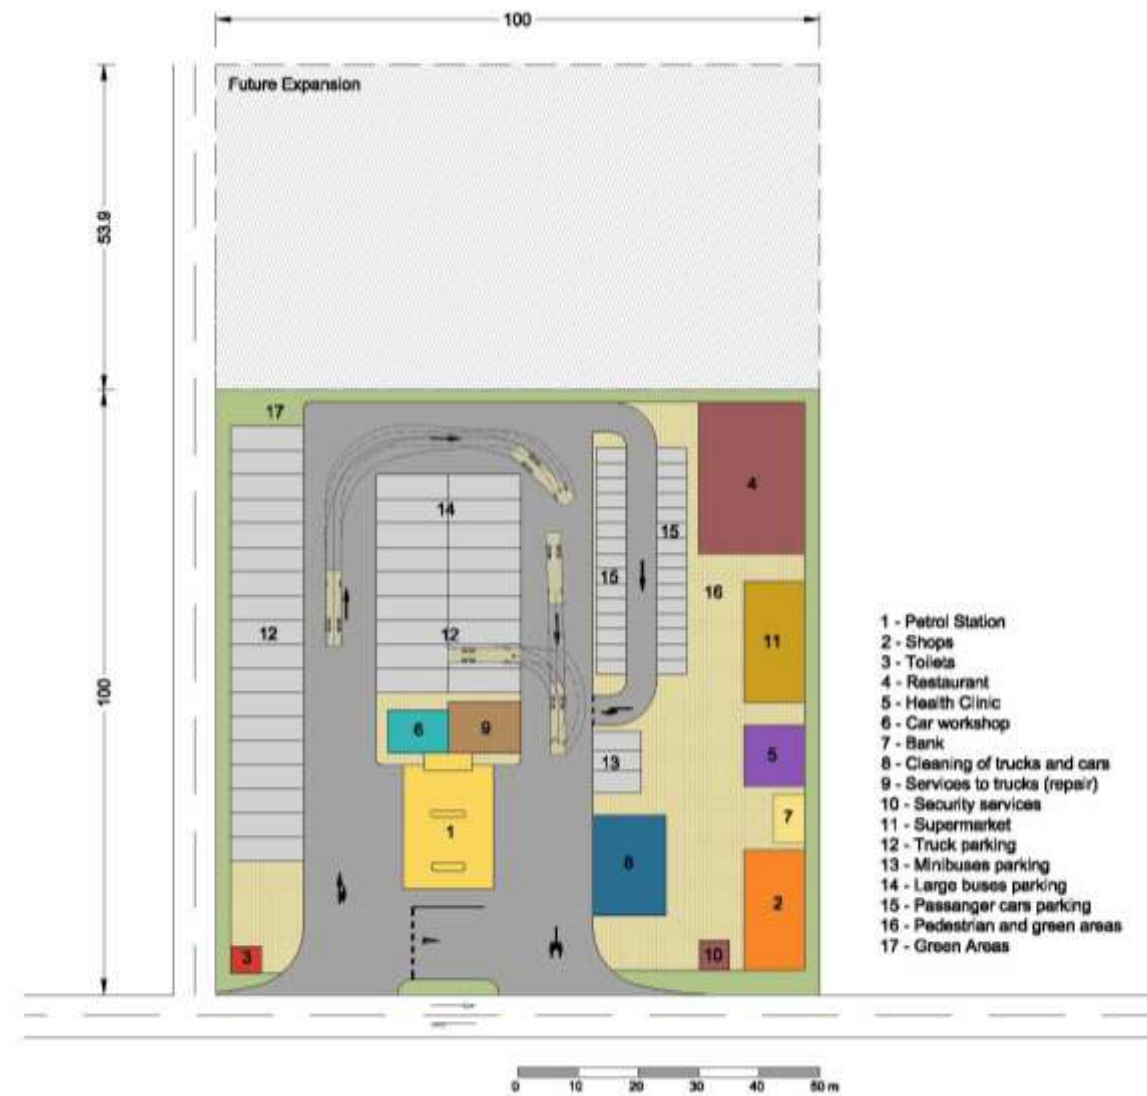 100
Future Expansion
53.9
100
17
4
14
15
15
16
12
12
11
6
9
5
13
7
1
8
2
3
10
1 - Petrol Station
2 - Shops
3 - Toilets
4 - Restaurant
5 - Health Clinic
6 - Car workshop
7 - Bank
8 - Cleaning of trucks and cars
9 - Services to trucks (repair)
10 - Security services
11 - Supermarket
12 - Truck parking
13 - Minibuses parking
14 - Large buses parking
15 - Passanger cars parking
16 - Pedestrian and green areas
17 - Green Areas
0 10 20 30 40 50 m